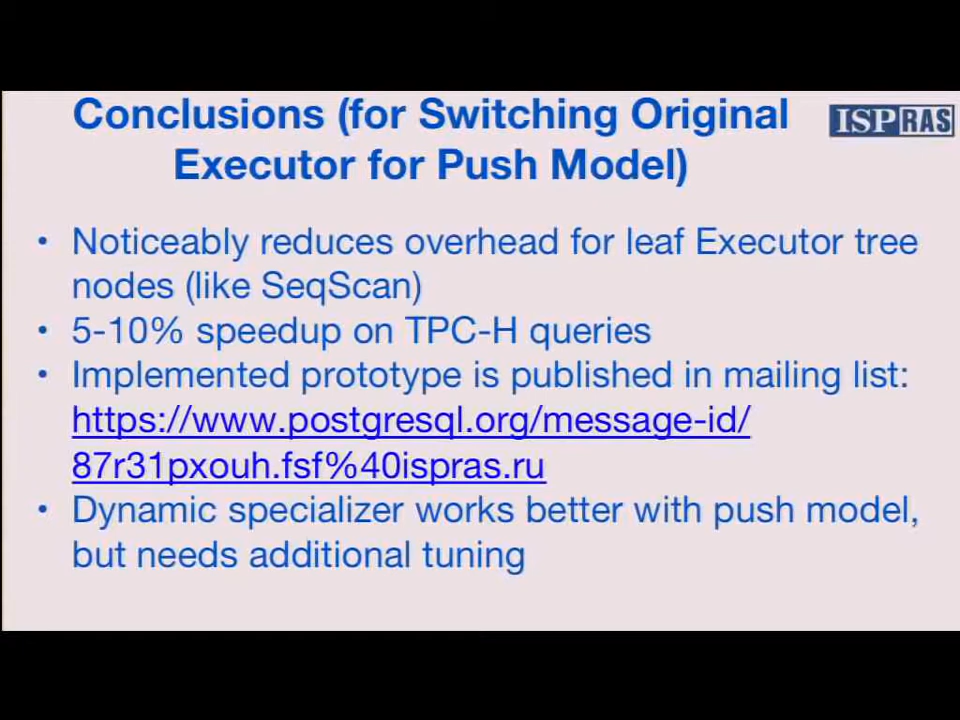 Conclusions (for Switching Original
ISPRAS
Executor for Push Model)
• Noticeably reduces overhead for leaf Executor tree
nodes (like SeqScan)
• 5-10% speedup on TPC-H queries
• Implemented prototype is published in mailing list:
https://www.postgresql.org/message-id/
87r31pxouh.fsf%40ispras.ru
• Dynamic specializer works better with push model,
but needs additional tuning